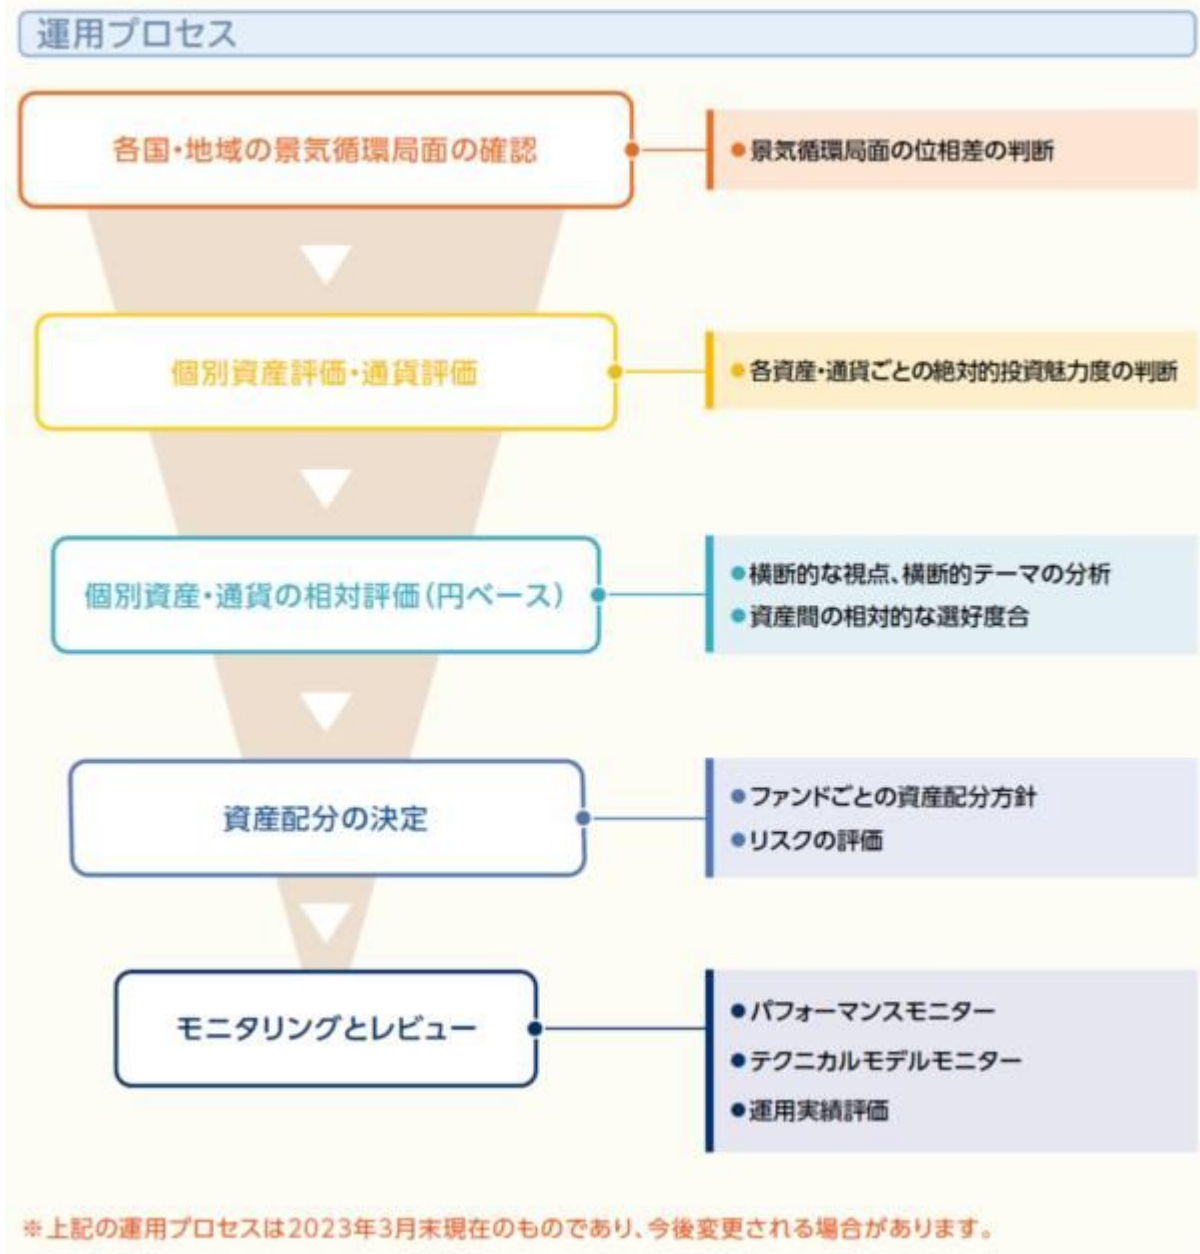 運用プロセス
各国・地域の景気循環局面の確認
●景気循環局面の位相差の判断
個別資産評価・通貨評価
●各資産・通貨ごとの絶対的投資魅力度の判断
個別資産・通貨の相対評価(円ベース)
●横断的な視点、横断的テーマの分析
●資産間の相対的な選好度合
資産配分の決定
●ファンドごとの資産配分方針
●リスクの評価
モニタリングとレビュー
●パフォーマンスモニター
●テクニカルモデルモニター
●運用実績評価
※上記の運用プロセスは2023年3月末現在のものであり、今後変更される場合があります。